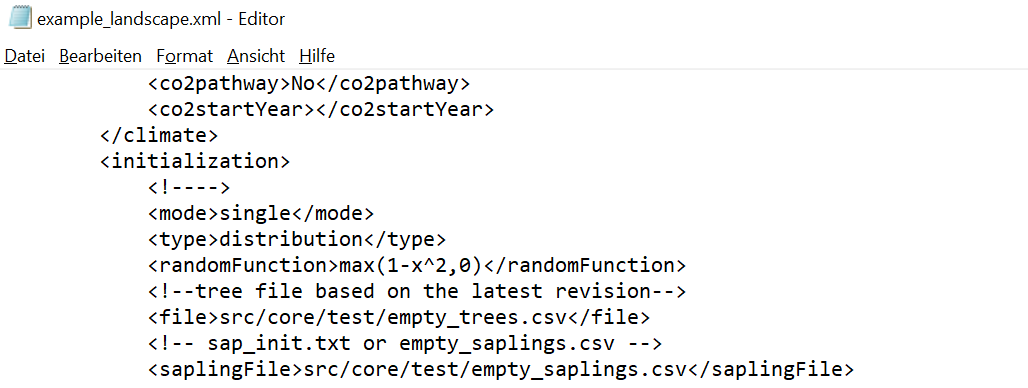 example_landscape.xml - Editor
Datei Bearbeiten Format Ansicht Hilfe
<co2pathway>No</co2pathway>
<co2startYear></co2startYear>
</climate>
<initialization>
<!---->
<mode>single</mode>
<type>distribution</type>
<randomFunction>max(1-x^2,0)</randomFunction>
<!--tree file based on the latest revision-->
<file>src/core/test/empty_trees.csv</file>
<!-- sap_init.txt or empty_saplings.csv -->
<saplingFile>src/core/test/empty_saplings.csv</saplingFile>